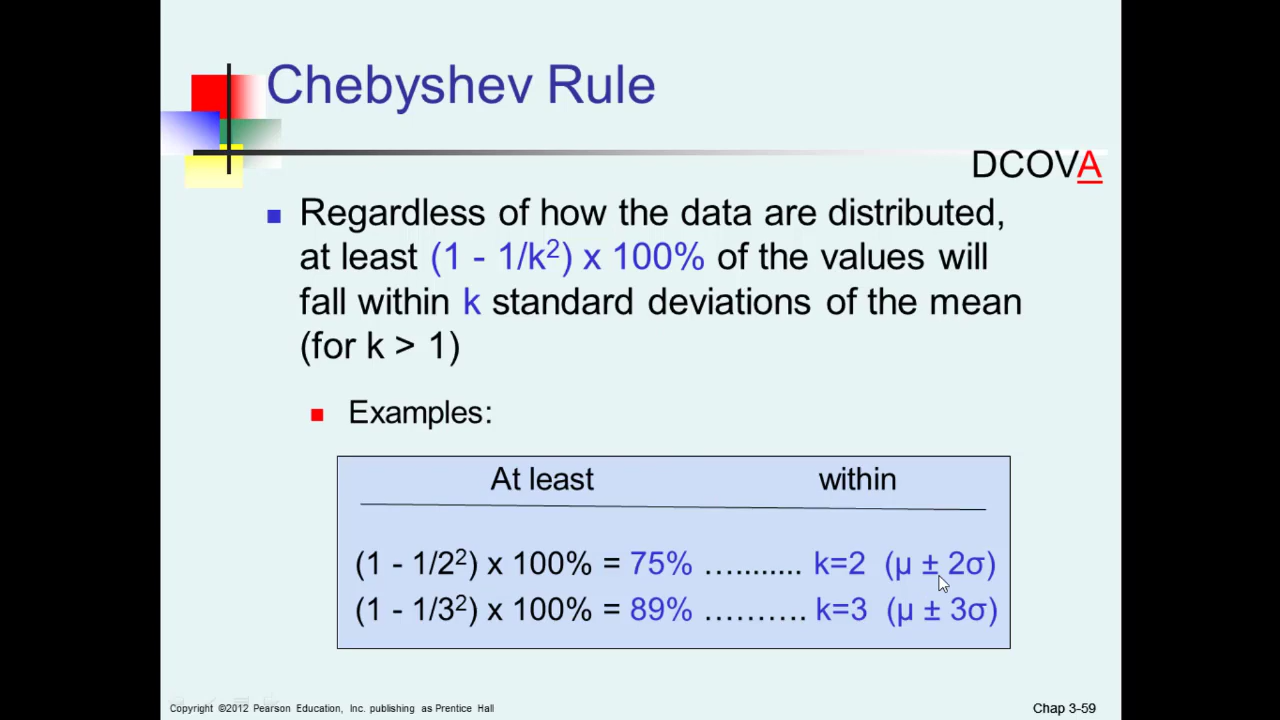 Chebyshev Rule
DCOVA
Regardless of how the data are distributed,
at least (1 - 1/k²) x 100% of the values will
fall within k standard deviations of the mean
(for k > 1)
Examples:
At least within
(1 - 1/2²) x 100% = 75% …........ k=2 (μ ± 2σ)
(1 - 1/3²) x 100% = 89% ………. k=3 (μ ± 3σ)
Copyright ©2012 Pearson Education, Inc. publishing as Prentice Hall
Chap 3-59